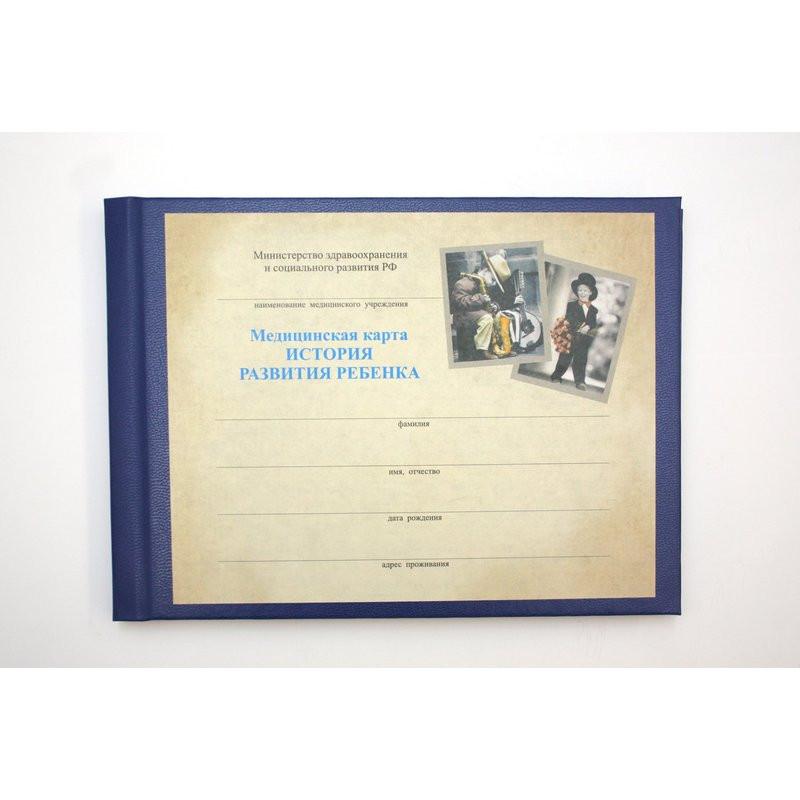 Министерство здравоохранения
и социального развития РФ
наименование медицинского учреждения
Медицинская карта
ИСТОРИЯ
РАЗВИТИЯ РЕБЕНКА
фамилия
имя, отчество
дата рождения
адрес проживания